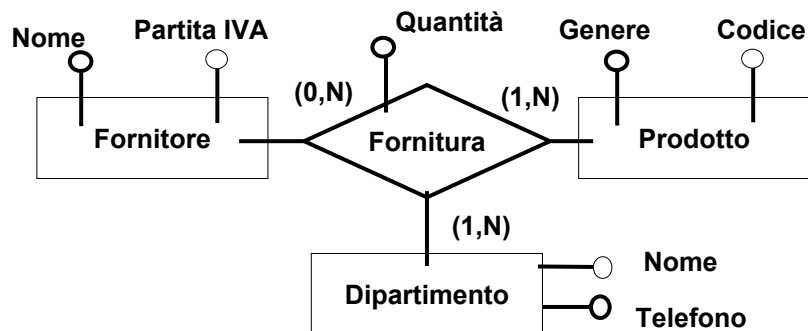 Nome
Partita IVA
Quantità
Genere
Codice
(0,N)
(1,N)
Fornitore
Fornitura
Prodotto
(1,N)
Nome
Dipartimento
Telefono